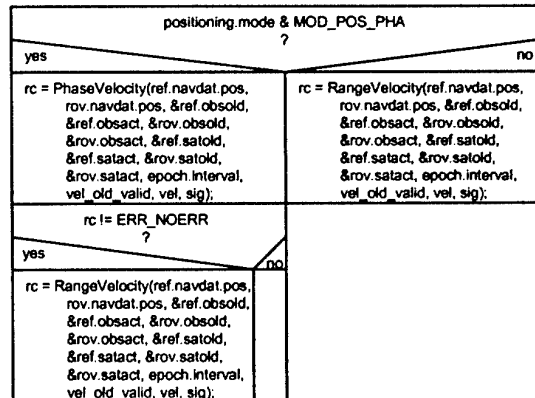 positioning.mode & MOD_POS_PHA
?
yes
no
rc = PhaseVelocity(ref.navdat.pos,
rov.navdat.pos, &ref.obsold,
&ref.obsact, &rov.obsold,
&rov.obsact, &ref.satold,
&ref.satact, &rov.satold,
&rov.satact, epoch.interval,
vel_old_valid, vel, sig);
rc = RangeVelocity(ref.navdat.pos,
rov.navdat.pos, &ref.obsold,
&ref.obsact, &rov.obsold,
&rov.obsact, &ref.satold,
&ref.satact, &rov.satold,
&rov.satact, epoch.interval,
vel_old_valid, vel, sig);
rc != ERR_NOERR
?
yes
no
rc = RangeVelocity(ref.navdat.pos,
rov.navdat.pos, &ref.obsold,
&ref.obsact, &rov.obsold,
&rov.obsact, &ref.satold,
&ref.satact, &rov.satold,
&rov.satact, epoch.interval,
vel_old_valid, vel, sig);